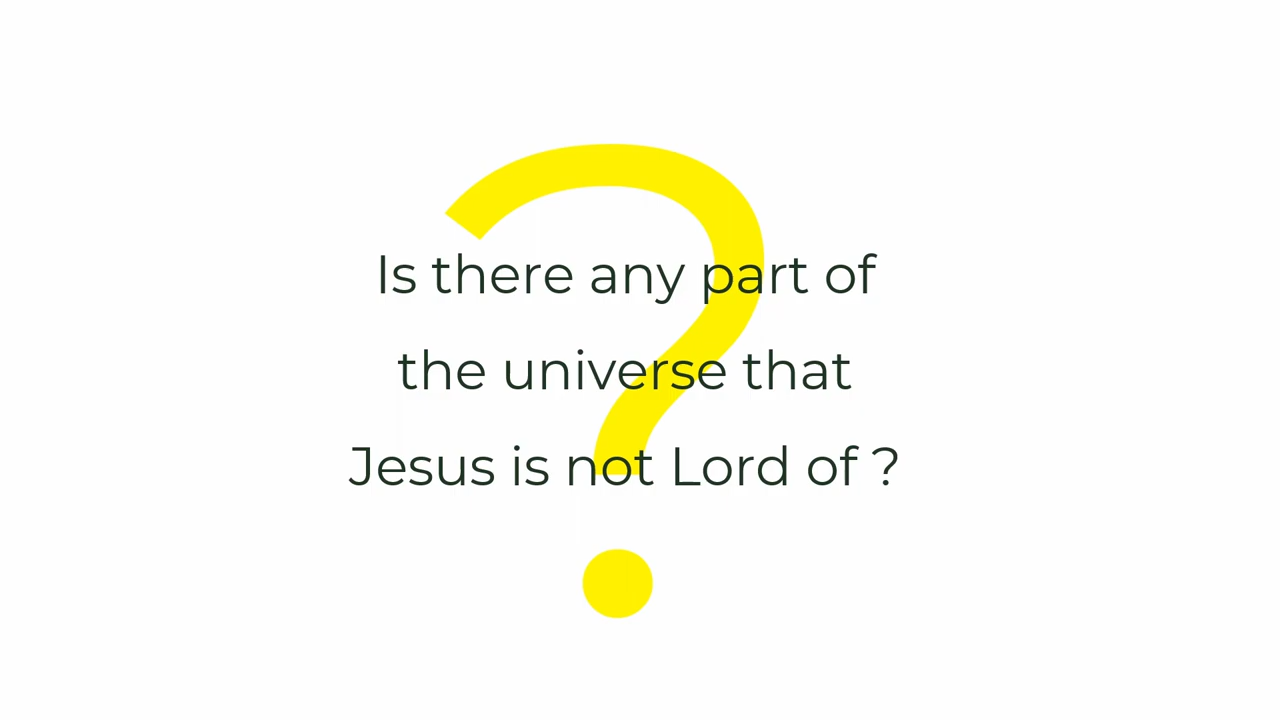 Is there any part of
the universe that
Jesus is not Lord of ?
?